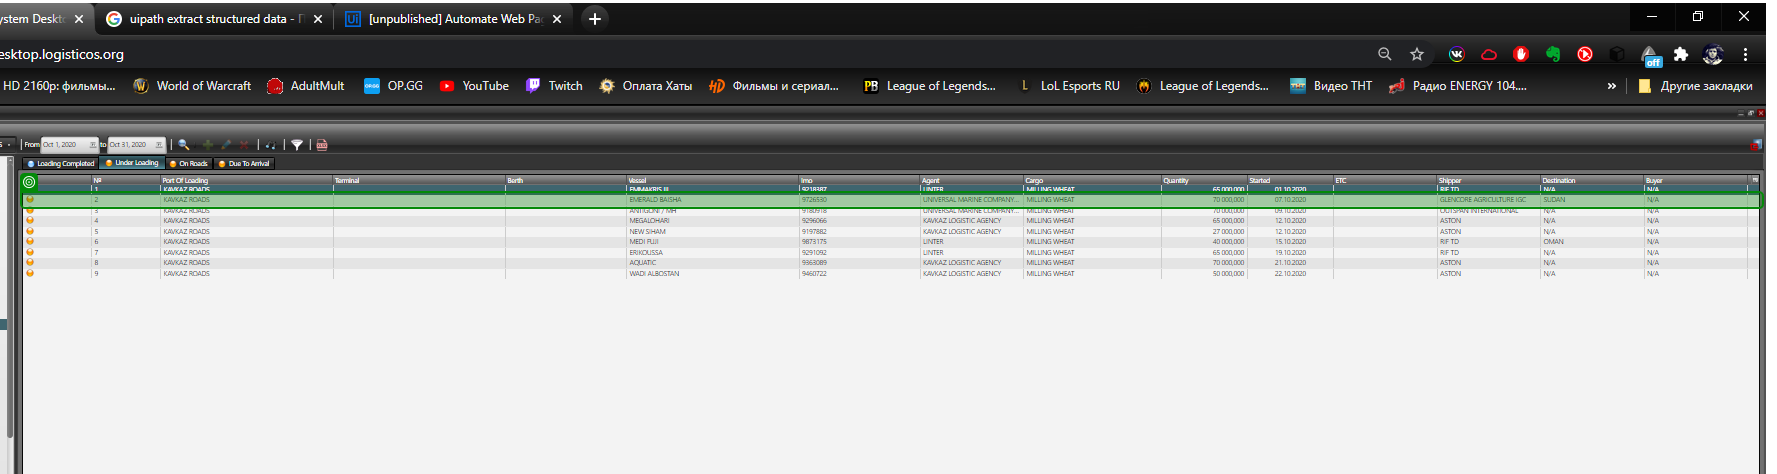 ystem Deskto uipath extract structured data - П [unpublished] Automate Web Pag
esktop.logisticos.org
off
HD 2160p: фильмы... World of Warcraft AdultMult OP.GG YouTube Twitch Оплата Хаты HD Фильмы и сериал... PB League of Legends... L LoL Esports RU League of Legends... Видео ТНТ Радио ENERGY 104.... » Другие закладки
From Oct 1, 2020 to Oct 31, 2020
Loading Completed Under Loading On Roads Due To Arrival
№ Port Of Loading Terminal Berth Vessel Imo Agent Cargo Quantity Started ETC Shipper Destination Buyer
1 KAVKAZ ROADS EMMAKRIS III 9218387 LINTER MILLING WHEAT 65 000,000 01.10.2020 RIF TD N/A N/A
2 KAVKAZ ROADS EMERALD BAISHA 9726530 UNIVERSAL MARINE COMPANY... MILLING WHEAT 70 000,000 07.10.2020 GLENCORE AGRICULTURE IGC SUDAN N/A
3 KAVKAZ ROADS ANTIGONI / MH 9180918 UNIVERSAL MARINE COMPANY... MILLING WHEAT 70 000,000 09.10.2020 OUTSPAN INTERNATIONAL N/A N/A
4 KAVKAZ ROADS MEGALOHARI 9296066 KAVKAZ LOGISTIC AGENCY MILLING WHEAT 65 000,000 12.10.2020 ASTON N/A N/A
5 KAVKAZ ROADS NEW SIHAM 9197882 KAVKAZ LOGISTIC AGENCY MILLING WHEAT 27 000,000 12.10.2020 ASTON N/A N/A
6 KAVKAZ ROADS MEDI FUJI 9873175 LINTER MILLING WHEAT 40 000,000 15.10.2020 RIF TD OMAN N/A
7 KAVKAZ ROADS ERIKOUSSA 9291092 LINTER MILLING WHEAT 65 000,000 19.10.2020 RIF TD N/A N/A
8 KAVKAZ ROADS AQUATIC 9363089 KAVKAZ LOGISTIC AGENCY MILLING WHEAT 70 000,000 21.10.2020 ASTON N/A N/A
9 KAVKAZ ROADS WADI ALBOSTAN 9460722 KAVKAZ LOGISTIC AGENCY MILLING WHEAT 50 000,000 22.10.2020 ASTON N/A N/A